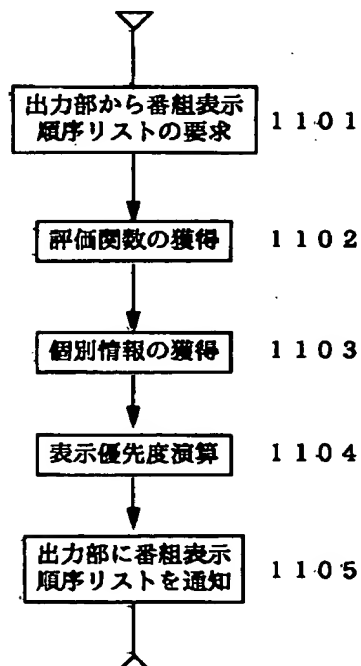 出力部から番組表示
順序リストの要求 1101
評価関数の獲得 1102
個別情報の獲得 1103
表示優先度演算 1104
出力部に番組表示
順序リストを通知 1105